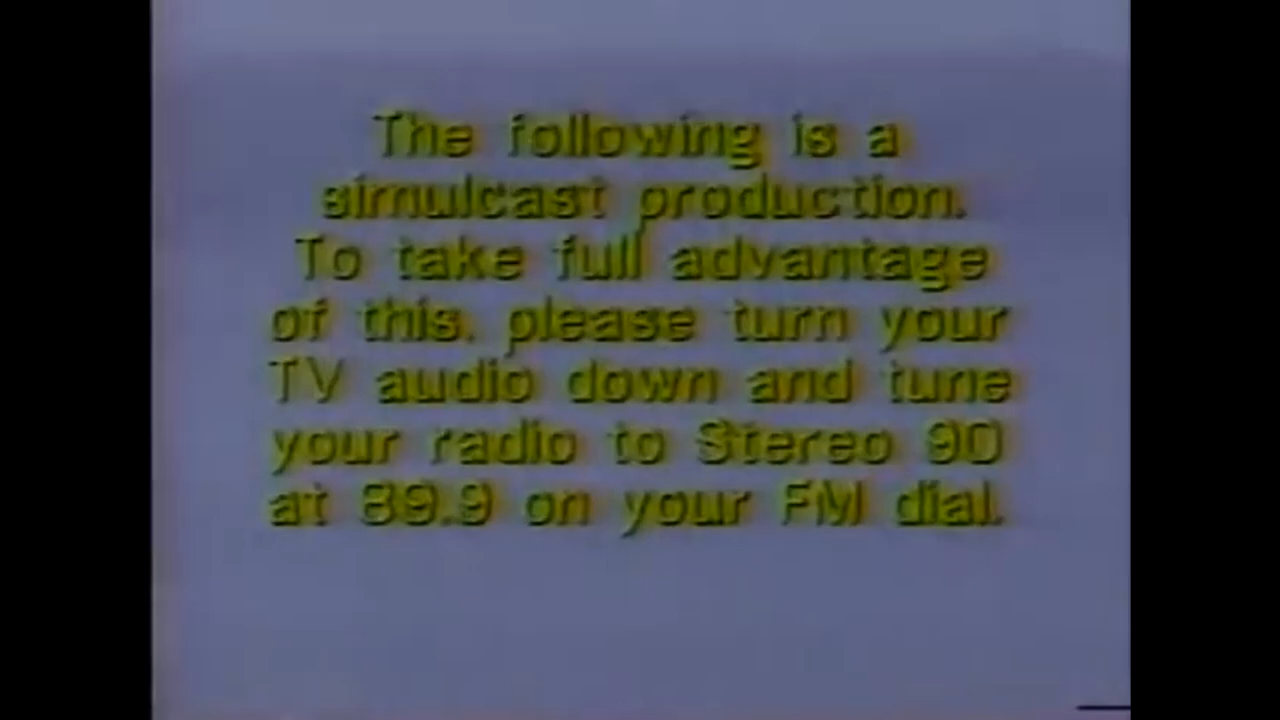 The following is a
simulcast production.
To take full advantage
of this, please turn your
TV audio down and tune
your radio to Stereo 90
at 89.9 on your FM dial.